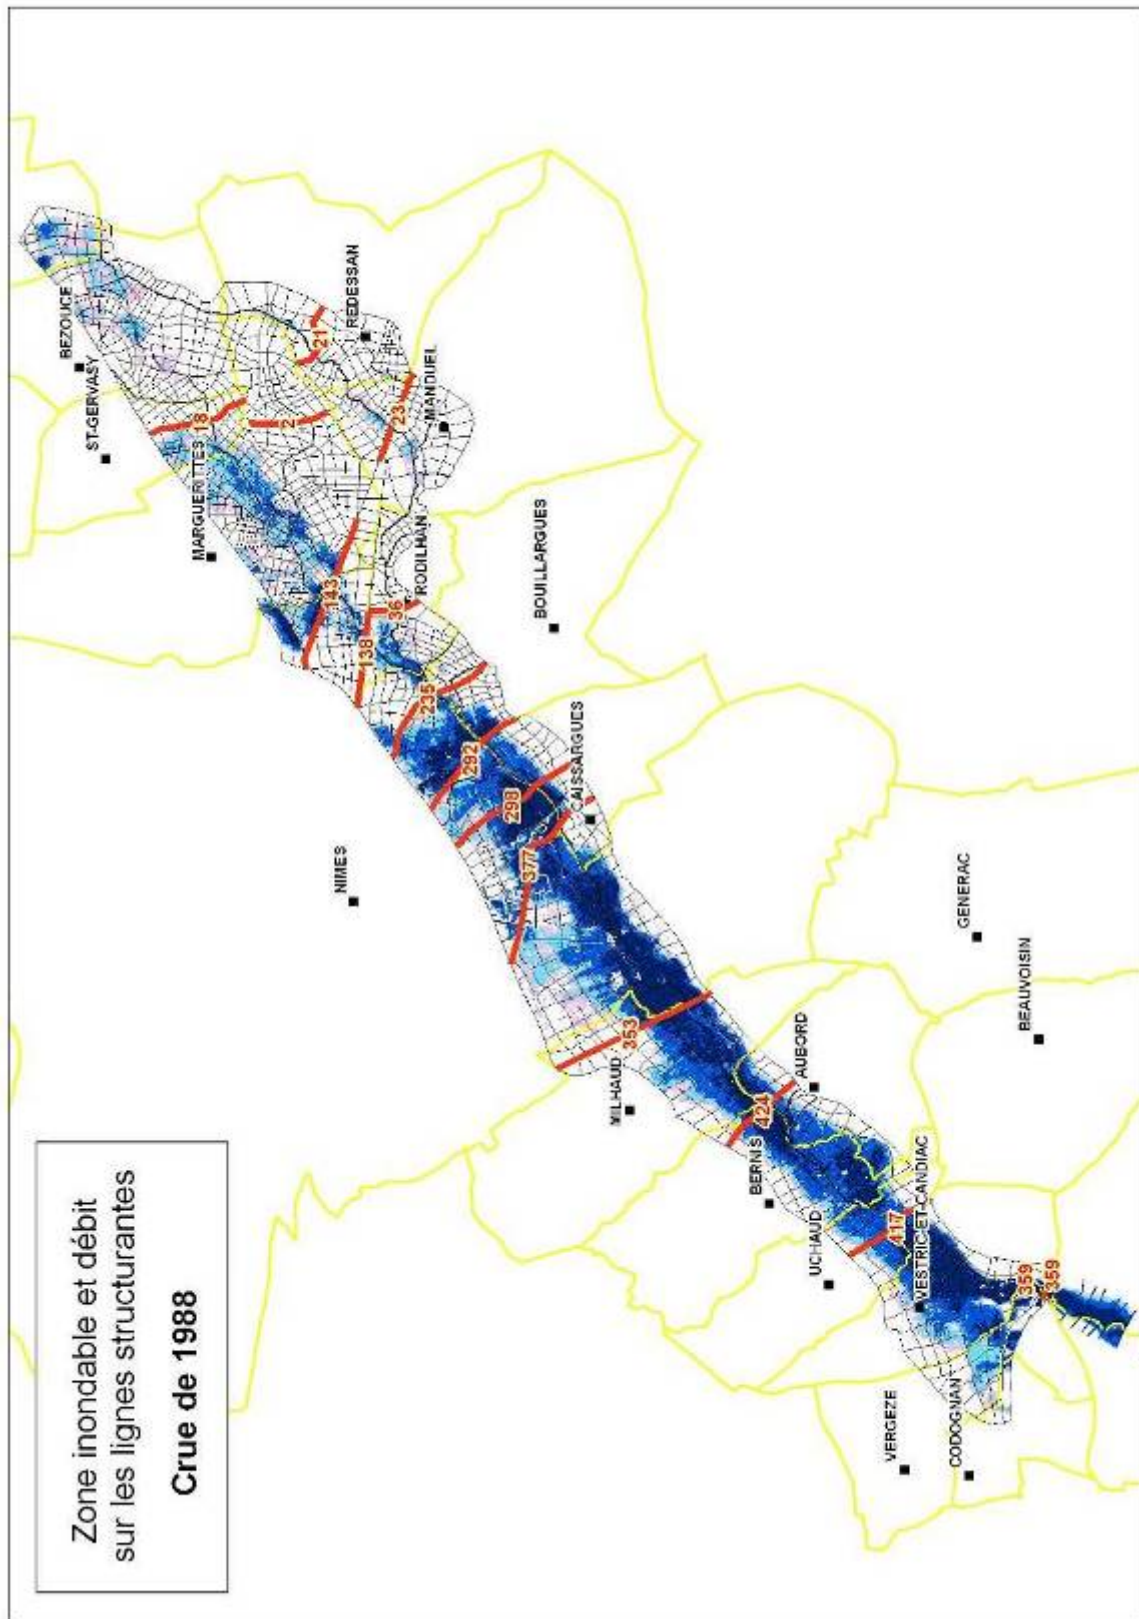 Zone inondable et débit
sur les lignes structurantes
Crue de 1988
BEZOUCE
ST-GERVASY
MARGUERITTES
18
2
21
REDESSAN
23
MANDUEL
143
138
36
RODILHAN
235
BOUILLARGUES
292
298
CAISSARGUES
377
NIMES
353
MILHAUD
GENERAC
BEAUVOISIN
424
AUBORD
BERNIS
UCHAUD
417
VESTRIC-ET-CANDIAC
359
359
VERGEZE
CODOGNAN